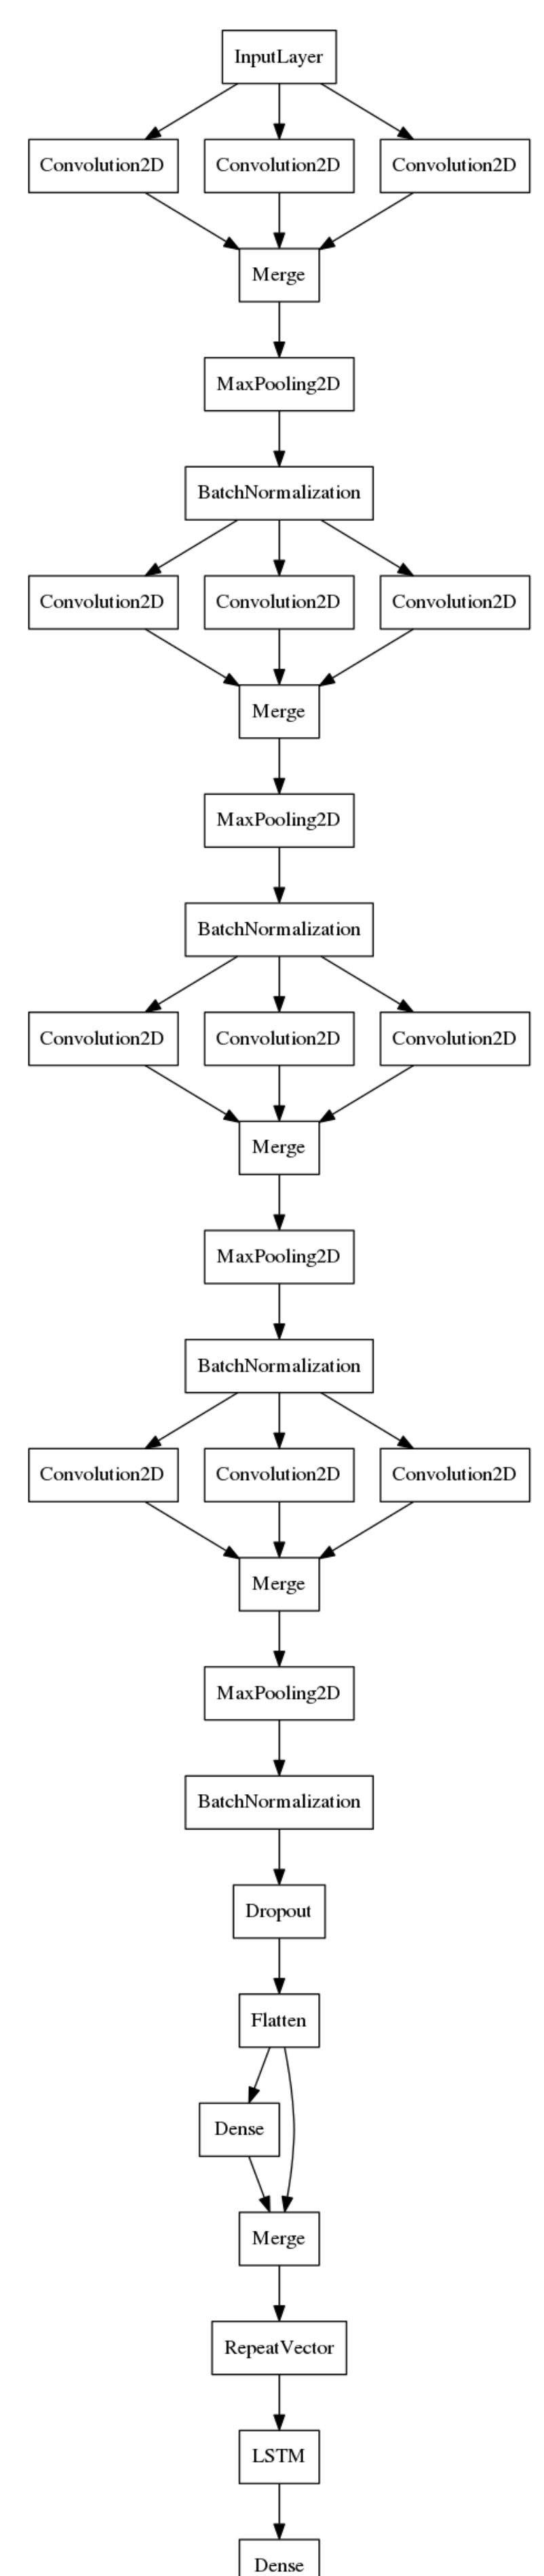 InputLayer
Convolution2D Convolution2D Convolution2D
Merge
MaxPooling2D
BatchNormalization
Convolution2D Convolution2D Convolution2D
Merge
MaxPooling2D
BatchNormalization
Convolution2D Convolution2D Convolution2D
Merge
MaxPooling2D
BatchNormalization
Convolution2D Convolution2D Convolution2D
Merge
MaxPooling2D
BatchNormalization
Dropout
Flatten
Dense
Merge
RepeatVector
LSTM
Dense